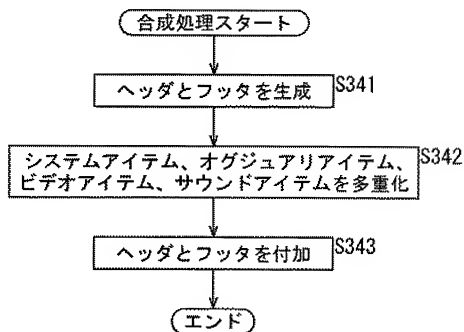 合成処理スタート
ヘッダとフッタを生成
S341
システムアイテム、オグジュアリアイテム、
ビデオアイテム、サウンドアイテムを多重化
S342
ヘッダとフッタを付加
S343
エンド